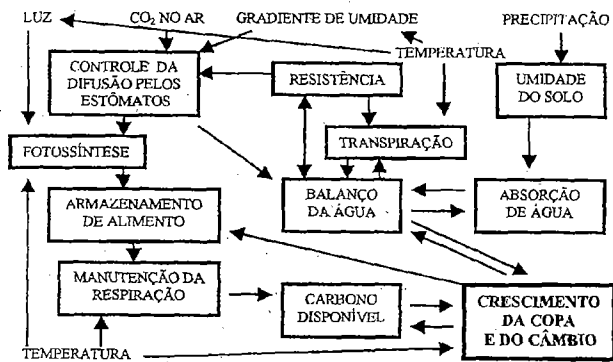 LUZ CO₂ NO AR GRADIENTE DE UMIDADE PRECIPITAÇÃO
TEMPERATURA
CONTROLE DA
DIFUSÃO PELOS
ESTÔMATOS
RESISTÊNCIA
UMIDADE
DO SOLO
FOTOSSÍNTESE
TRANSPIRAÇÃO
ARMAZENAMENTO
DE ALIMENTO
BALANÇO
DA ÁGUA
ABSORÇÃO
DE ÁGUA
MANUTENÇÃO DA
RESPIRAÇÃO
CARBONO
DISPONÍVEL
CRESCIMENTO
DA COPA
E DO CÂMBIO
TEMPERATURA